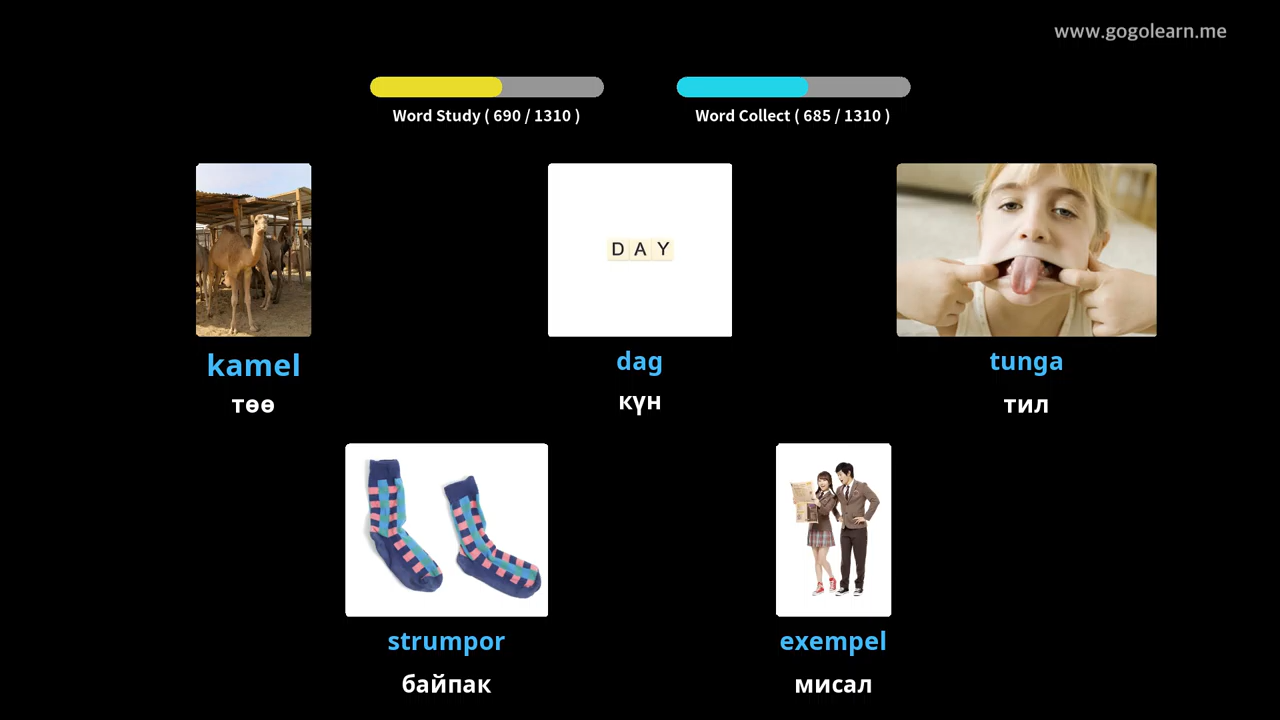 www.gogolearn.me
Word Study ( 690 / 1310 )
Word Collect ( 685 / 1310 )
DAY
kamel
dag
tunga
төө
күн
тил
strumpor
exempel
байпак
мисал